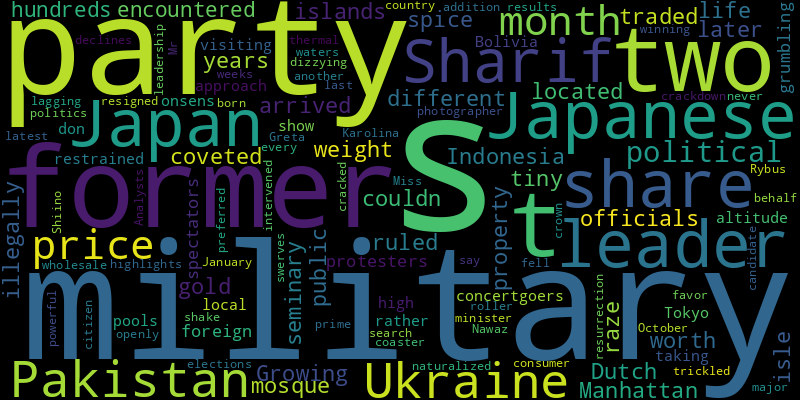 hundreds encountered islands country addition results life
party month traded later
declines Mr leadership thermal waters spice Bolivia winning grumbling
years visiting dizzying Sharif two
approach another weeks last
lagging resigned onsens born arrived different located crackdown never
politics photographer
Japan don show Greta Karolina Japanese
latest every
restrained coveted weight Indonesia political
former Analysts cracked Miss S tiny share Rybus
Shiino spectators preferred intervened couldn t crown officials behalf
illegally property altitude
price ruled leader candidate
wholesale highlights January protesters say fell
military seminary public swerves
gold high concertgoers resurrection favor
powerful citizen local roller raze Tokyo
pools shake rather minister October worth isle
openly foreign prime search Nawaz taking
coaster
elections naturalized consumer Dutch trickled
Pakistan mosque Growing Ukraine Manhattan major